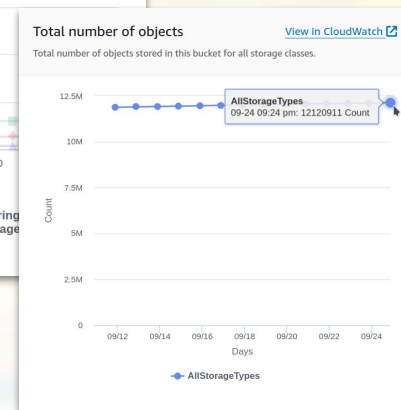 Total number of objects
View in CloudWatch
Total number of objects stored in this bucket for all storage classes.
12.5M
AllStorageTypes
09-24 09:24 pm: 12120911 Count
10M
7.5M
Count
5M
2.5M
0
09/12 09/14 09/16 09/18 09/20 09/22 09/24
Days
AllStorageTypes